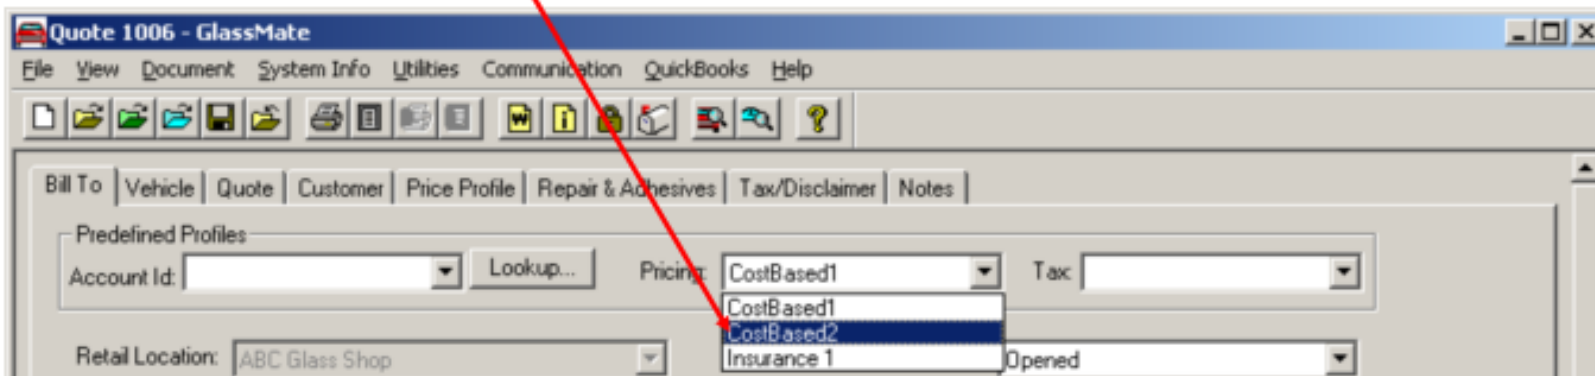 Quote 1006 - GlassMate
File View Document System Info Utilities Communication QuickBooks Help
Bill To Vehicle Quote Customer Price Profile Repair & Adhesives Tax/Disclaimer Notes
Predefined Profiles
Account Id: Lookup... Pricing: CostBased1 Tax:
CostBased1
CostBased2
Retail Location: ABC Glass Shop Insurance 1 Opened